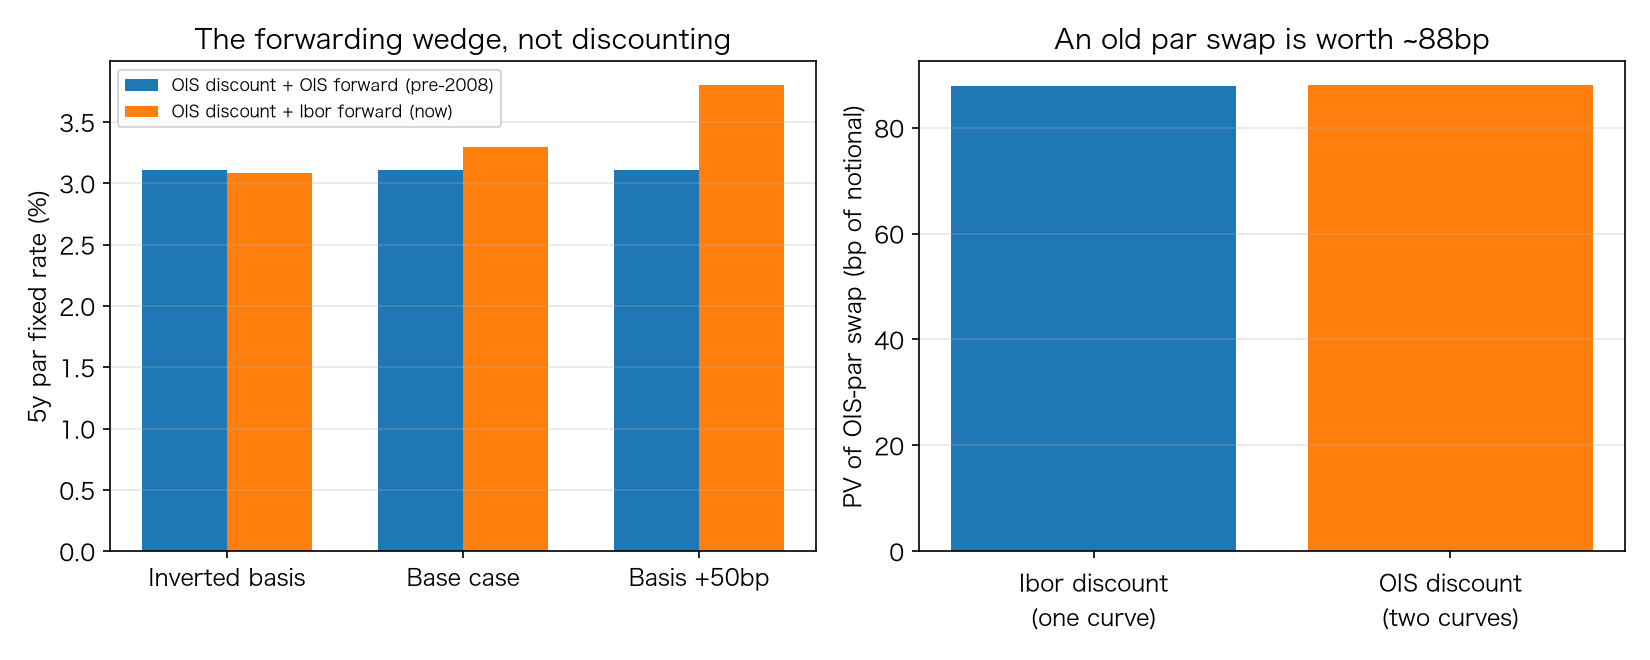 The forwarding wedge, not discounting
OIS discount + OIS forward (pre-2008)
OIS discount + Ibor forward (now)
5y par fixed rate (%)
3.5
3.0
2.5
2.0
1.5
1.0
0.5
0.0
Inverted basis
Base case
Basis +50bp
An old par swap is worth ~88bp
PV of OIS-par swap (bp of notional)
80
60
40
20
0
Ibor discount
(one curve)
OIS discount
(two curves)